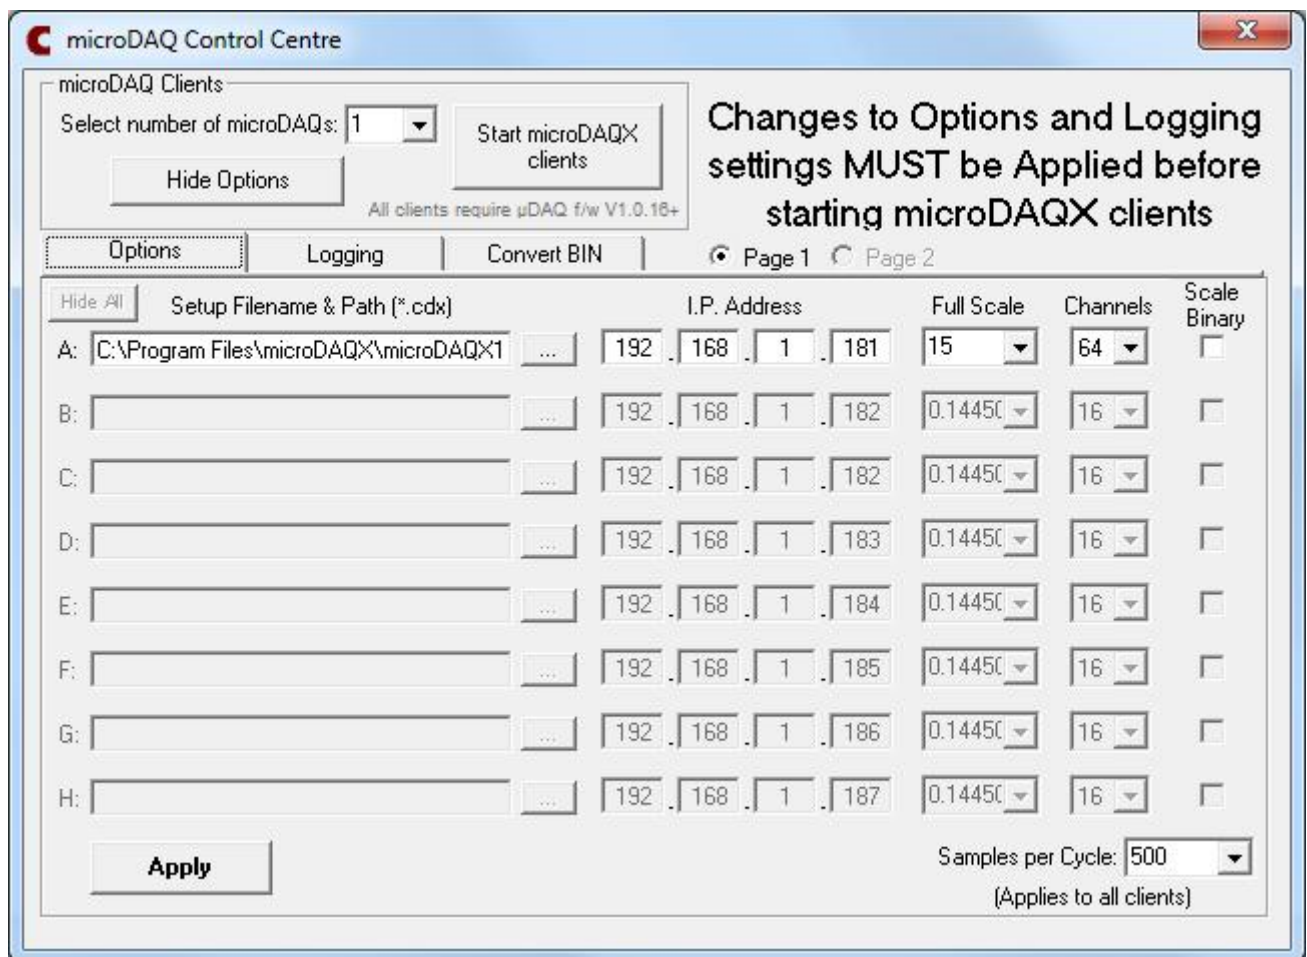 microDAQ Control Centre
microDAQ Clients
Select number of microDAQs: 1
Start microDAQX
clients
Hide Options
All clients require µDAQ f/w V1.0.16+
Changes to Options and Logging
settings MUST be Applied before
starting microDAQX clients
Options Logging Convert BIN Page 1 Page 2
Hide All Setup Filename & Path (*.cdx) I.P. Address Full Scale Channels Scale
Binary
A: C:\Program Files\microDAQX\microDAQX1 ... 192 . 168 . 1 . 181 15 64
B: ... 192 . 168 . 1 . 182 0.1445( 16
C: ... 192 . 168 . 1 . 182 0.1445( 16
D: ... 192 . 168 . 1 . 183 0.1445( 16
E: ... 192 . 168 . 1 . 184 0.1445( 16
F: ... 192 . 168 . 1 . 185 0.1445( 16
G: ... 192 . 168 . 1 . 186 0.1445( 16
H: ... 192 . 168 . 1 . 187 0.1445( 16
Apply
Samples per Cycle: 500
(Applies to all clients)